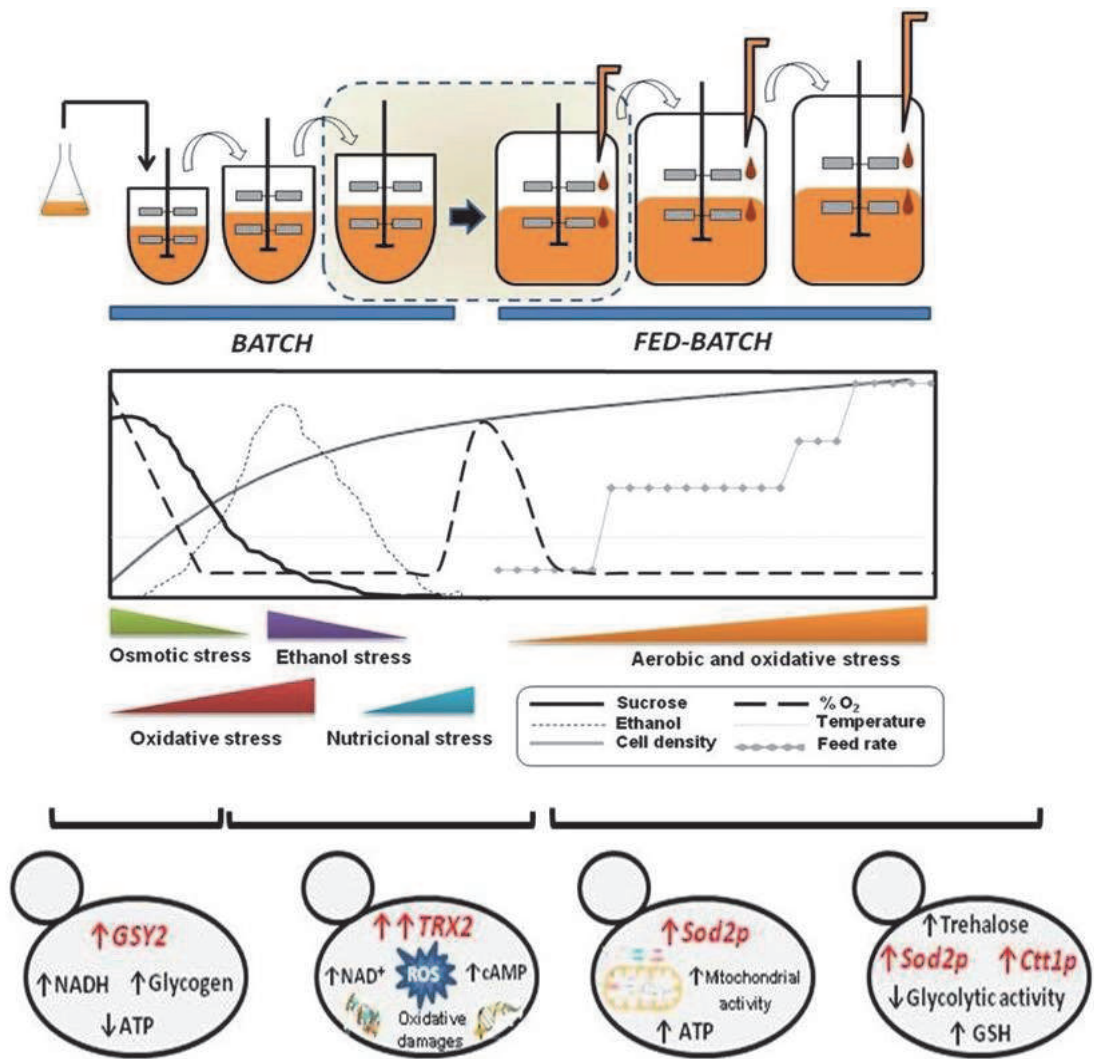 BATCH
FED-BATCH
Osmotic stress
Ethanol stress
Aerobic and oxidative stress
Oxidative stress
Nutricional stress
Sucrose
Ethanol
Cell density
% O₂
Temperature
Feed rate
↑GSY2
↑NADH ↑Glycogen
↓ATP
↑↑TRX2
↑NAD⁺ ROS ↑cAMP
Oxidative
damages
↑Sod2p
↑Mtochondrial
activity
↑ ATP
↑Trehalose
↑Sod2p ↑Ctt1p
↓Glycolytic activity
↑ GSH